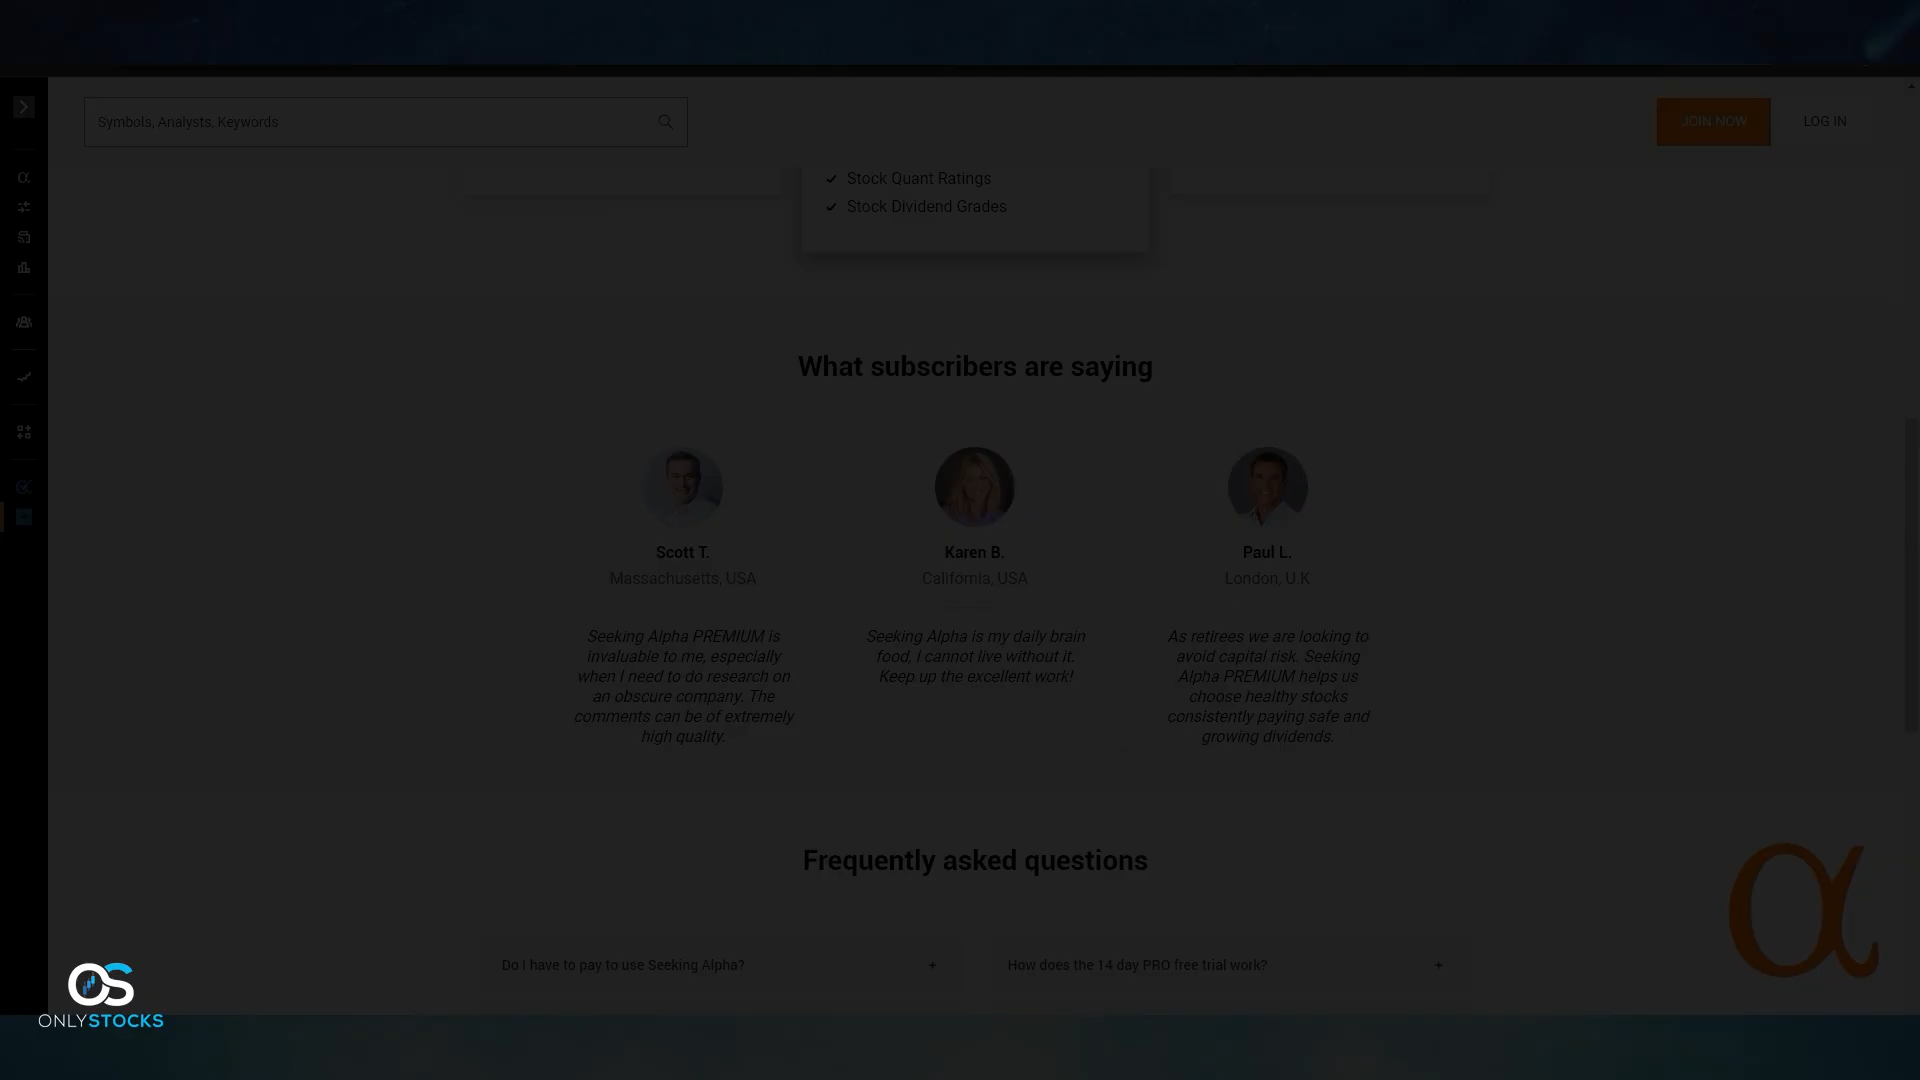 Symbols, Analysts, Keywords
JOIN NOW
LOG IN
Stock Quant Ratings
Stock Dividend Grades
What subscribers are saying
Scott T.
Massachusetts, USA
Seeking Alpha PREMIUM is
invaluable to me, especially
when I need to do research on
an obscure company. The
comments can be of extremely
high quality.
Karen B.
California, USA
Seeking Alpha is my daily brain
food, I cannot live without it.
Keep up the excellent work!
Paul L.
London, U.K
As retirees we are looking to
avoid capital risk. Seeking
Alpha PREMIUM helps us
choose healthy stocks
consistently paying safe and
growing dividends.
Frequently asked questions
Do I have to pay to use Seeking Alpha?
How does the 14 day PRO free trial work?
α
OS
ONLYSTOCKS